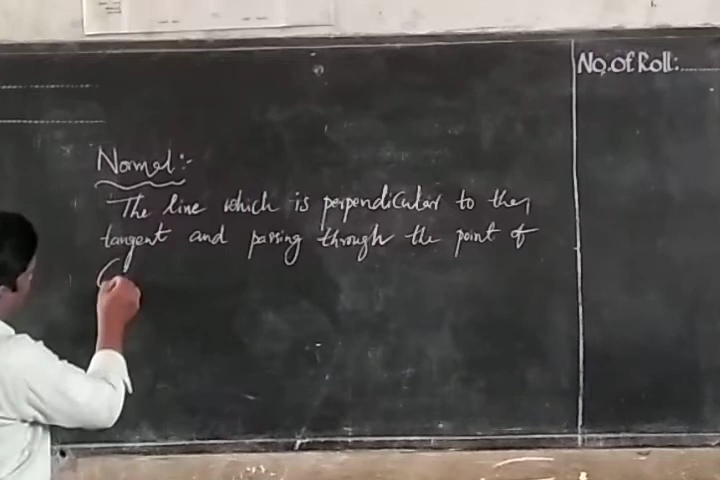 No. of Roll:
Normal:-
The line which is perpendicular to the
tangent and passing through the point of
C